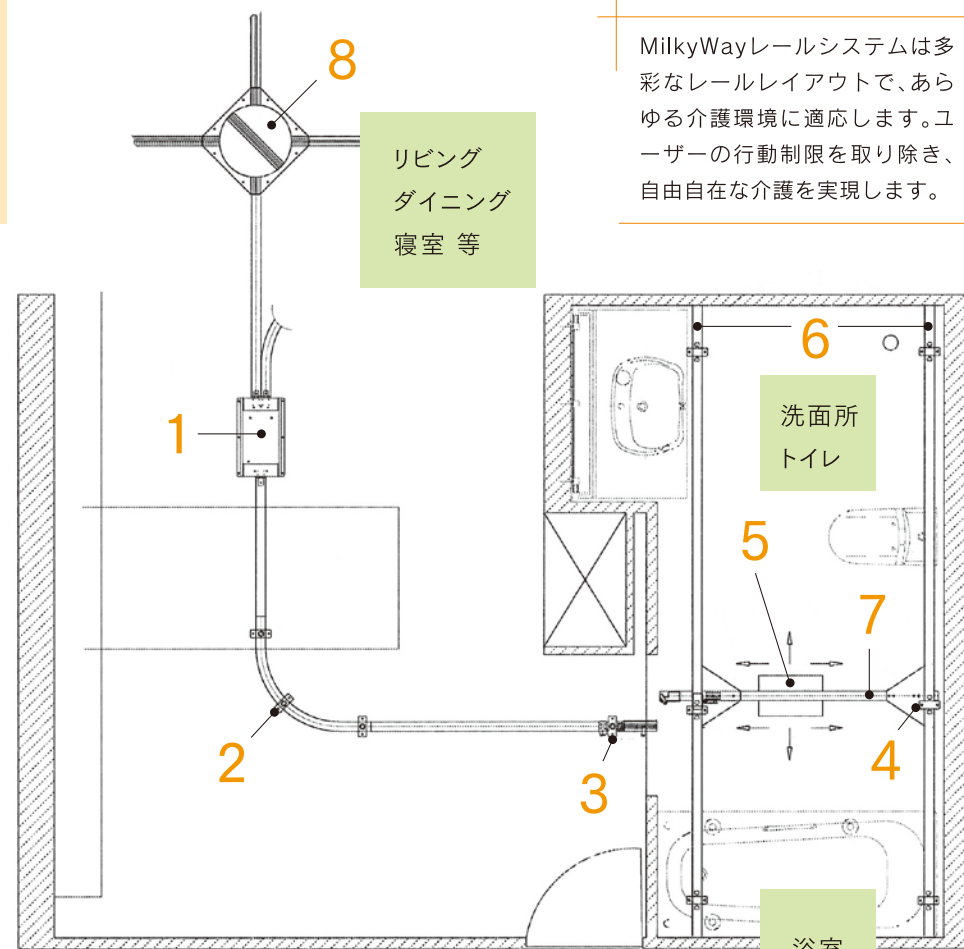 MilkyWayレールシステムは多
彩なレールレイアウトで、あら
ゆる介護環境に適応します。ユ
ーザーの行動制限を取り除き、
自由自在な介護を実現します。
8
リビング
ダイニング
寝室 等
6
1
洗面所
トイレ
5
7
2
3
4
浴室